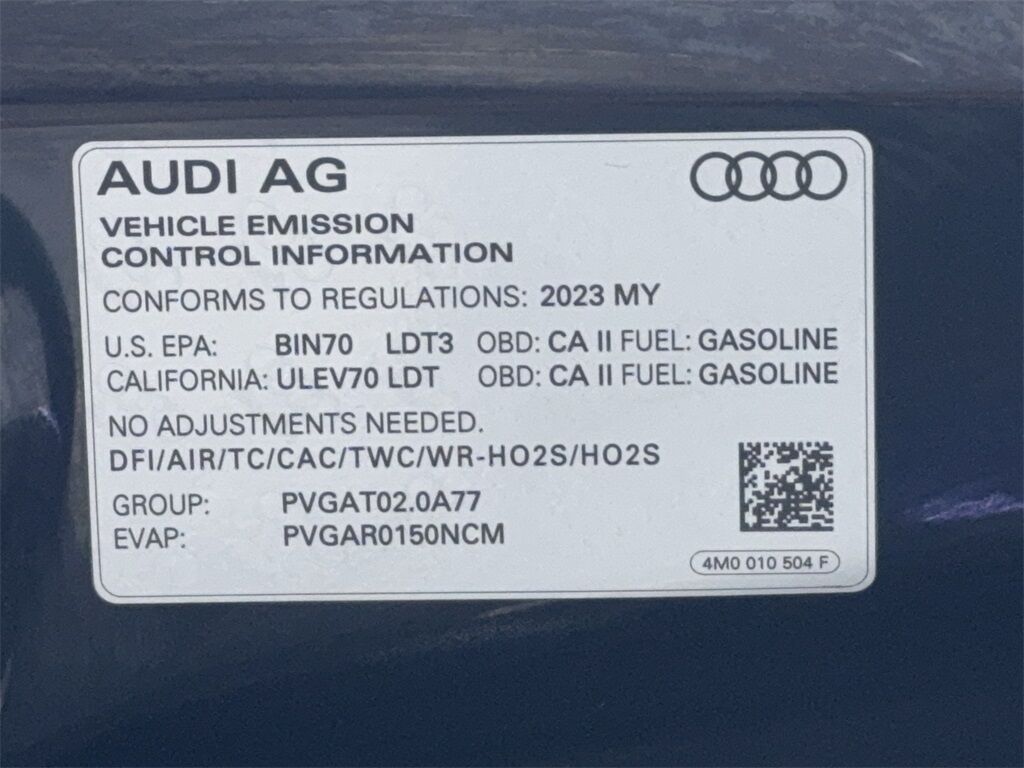 AUDI AG
VEHICLE EMISSION
CONTROL INFORMATION
CONFORMS TO REGULATIONS: 2023 MY
U.S. EPA: BIN70 LDT3 OBD: CA II FUEL: GASOLINE
CALIFORNIA: ULEV70 LDT OBD: CA II FUEL: GASOLINE
NO ADJUSTMENTS NEEDED.
DFI/AIR/TC/CAC/TWC/WR-HO2S/HO2S
GROUP: PVGAT02.0A77
EVAP: PVGAR0150NCM
4M0 010 504 F